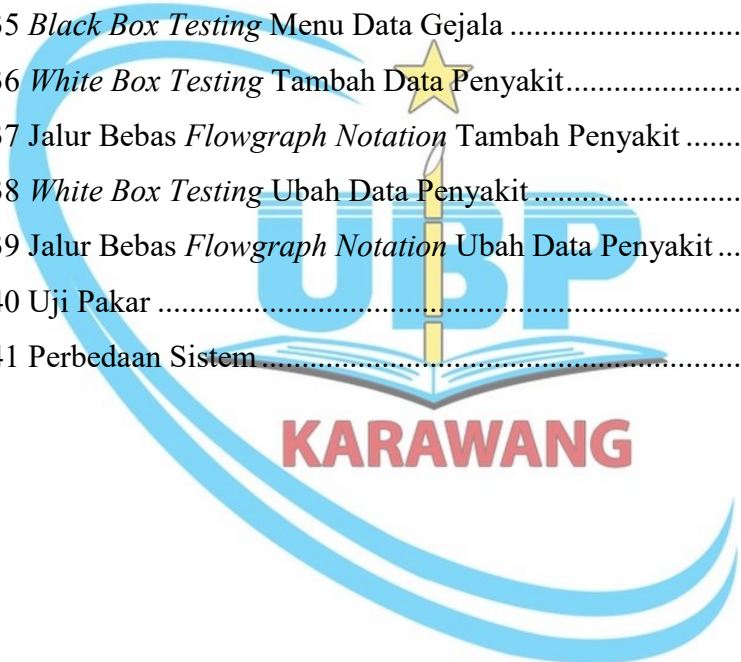 35 Black Box Testing Menu Data Gejala ...............................
36 White Box Testing Tambah Data Penyakit......................
37 Jalur Bebas Flowgraph Notation Tambah Penyakit .......
38 White Box Testing Ubah Data Penyakit ...........................
39 Jalur Bebas Flowgraph Notation Ubah Data Penyakit ...
40 Uji Pakar .........................................................................
41 Perbedaan Sistem............................................................
UBP
KARAWANG